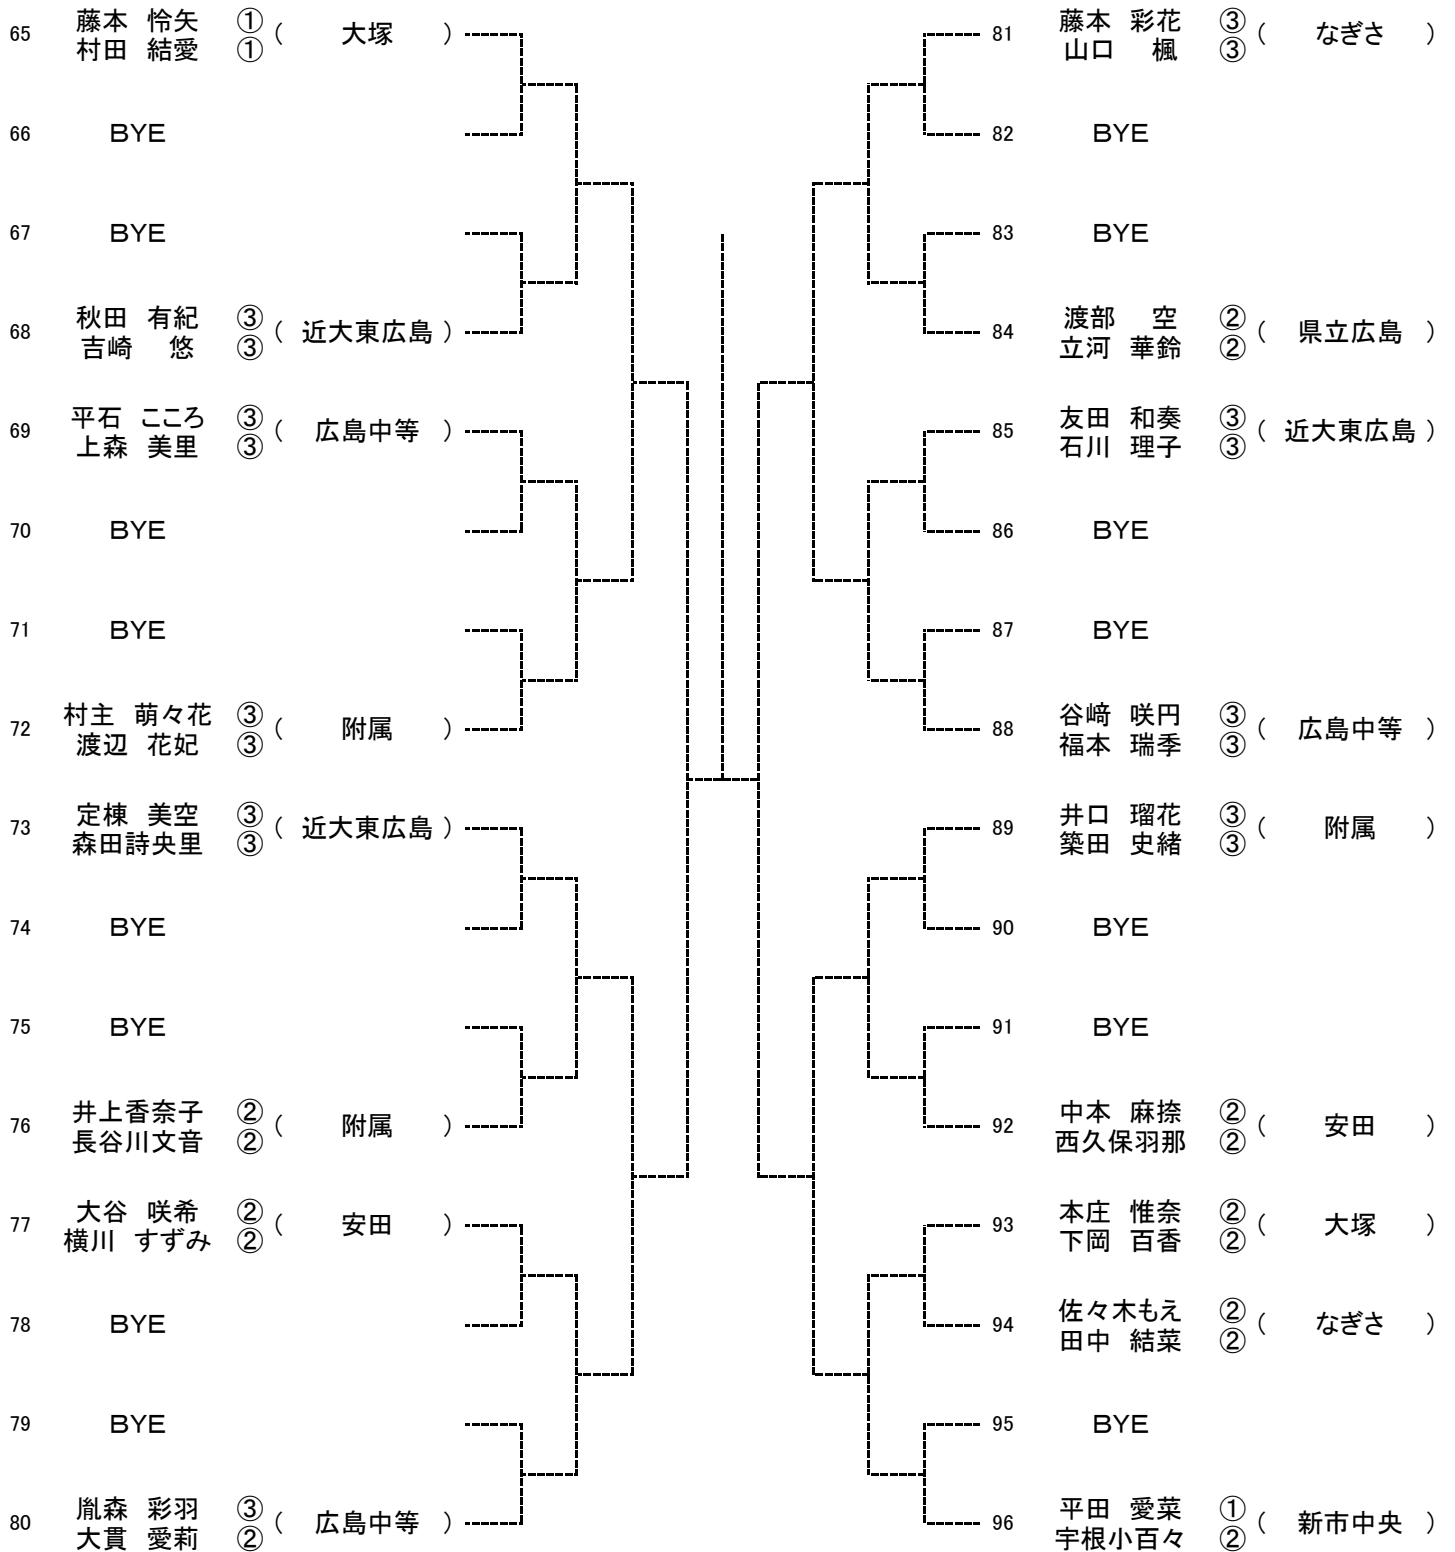 65 藤本 怜矢 ① ( 大塚 )
村田 結愛 ①
66 BYE
67 BYE
68 秋田 有紀 ③ ( 近大東広島 )
吉崎 悠 ③
69 平石 こころ ③ ( 広島中等 )
上森 美里 ③
70 BYE
71 BYE
72 村主 萌々花 ③ ( 附属 )
渡辺 花妃 ③
73 定棟 美空 ③ ( 近大東広島 )
森田詩央里 ③
74 BYE
75 BYE
76 井上香奈子 ② ( 附属 )
長谷川文音 ②
77 大谷 咲希 ② ( 安田 )
横川 すずみ ②
78 BYE
79 BYE
80 胤森 彩羽 ③ ( 広島中等 )
大貫 愛莉 ②
81 藤本 彩花 ③ ( なぎさ )
山口 楓 ③
82 BYE
83 BYE
84 渡部 空 ② ( 県立広島 )
立河 華鈴 ②
85 友田 和奏 ③ ( 近大東広島 )
石川 理子 ③
86 BYE
87 BYE
88 谷﨑 咲円 ③ ( 広島中等 )
福本 瑞季 ③
89 井口 瑠花 ③ ( 附属 )
築田 史緒 ③
90 BYE
91 BYE
92 中本 麻捺 ② ( 安田 )
西久保羽那 ②
93 本庄 惟奈 ② ( 大塚 )
下岡 百香 ②
94 佐々木もえ ② ( なぎさ )
田中 結菜 ②
95 BYE
96 平田 愛菜 ① ( 新市中央 )
宇根小百々 ②